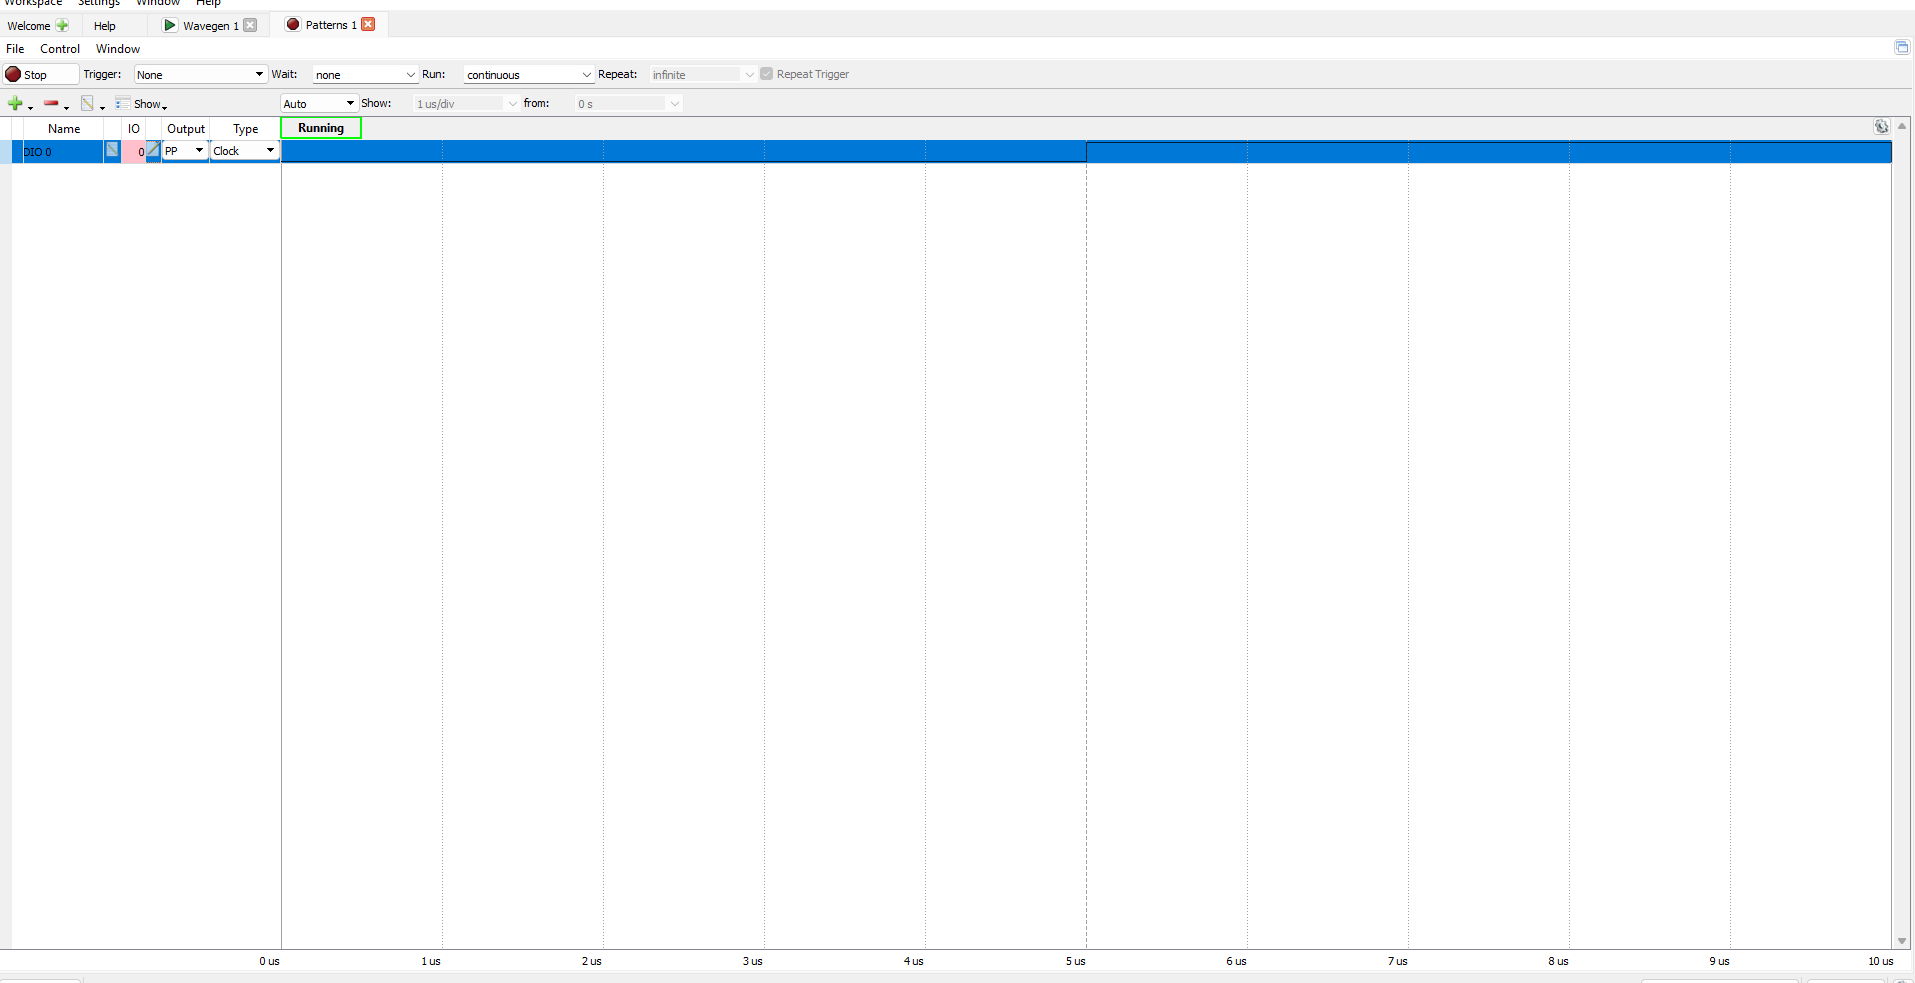 Workspace Settings Window Help
Welcome Help Wavegen 1 Patterns 1
File Control Window
Stop Trigger: None Wait: none Run: continuous Repeat: infinite Repeat Trigger
Show Auto Show: 1 us/div from: 0 s
Name IO Output Type Running
DIO 0 0 PP Clock
0 us 1 us 2 us 3 us 4 us 5 us 6 us 7 us 8 us 9 us 10 us